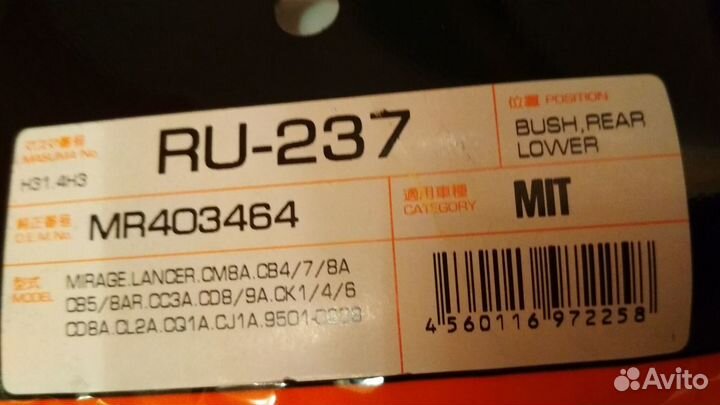 マスマ番号
MASUMA No.
RU-237
H31.4H3
位置 POSITION
BUSH,REAR
LOWER
純正番号
O.E.M.No.
MR403464
適用車種
CATEGORY
MIT
型式
MODEL
MIRAGE.LANCER.CM8A.CB4/7/8A
CB5/8AR.CC3A.CD8/9A.CK1/4/6
CD8A.CL2A.CQ1A.CJ1A.9501-
4 560116 972258
Avito